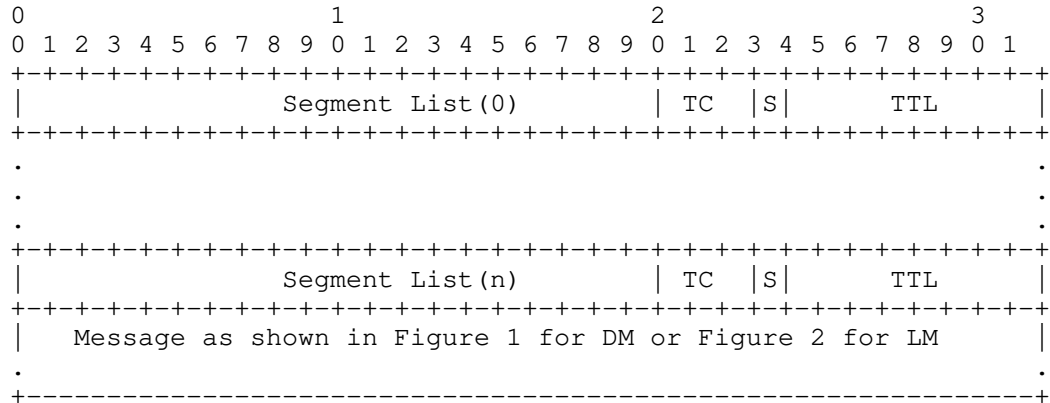 0                   1                   2                   3
0 1 2 3 4 5 6 7 8 9 0 1 2 3 4 5 6 7 8 9 0 1 2 3 4 5 6 7 8 9 0 1
+-+-+-+-+-+-+-+-+-+-+-+-+-+-+-+-+-+-+-+-+-+-+-+-+-+-+-+-+-+-+-+-+
|                Segment List(0)        | TC  |S|      TTL      |
+-+-+-+-+-+-+-+-+-+-+-+-+-+-+-+-+-+-+-+-+-+-+-+-+-+-+-+-+-+-+-+-+
.                                                               .
.                                                               .
.                                                               .
+-+-+-+-+-+-+-+-+-+-+-+-+-+-+-+-+-+-+-+-+-+-+-+-+-+-+-+-+-+-+-+-+
|                Segment List(n)        | TC  |S|      TTL      |
+-+-+-+-+-+-+-+-+-+-+-+-+-+-+-+-+-+-+-+-+-+-+-+-+-+-+-+-+-+-+-+-+
|   Message as shown in Figure 1 for DM or Figure 2 for LM      |
.                                                               .
+---------------------------------------------------------------+